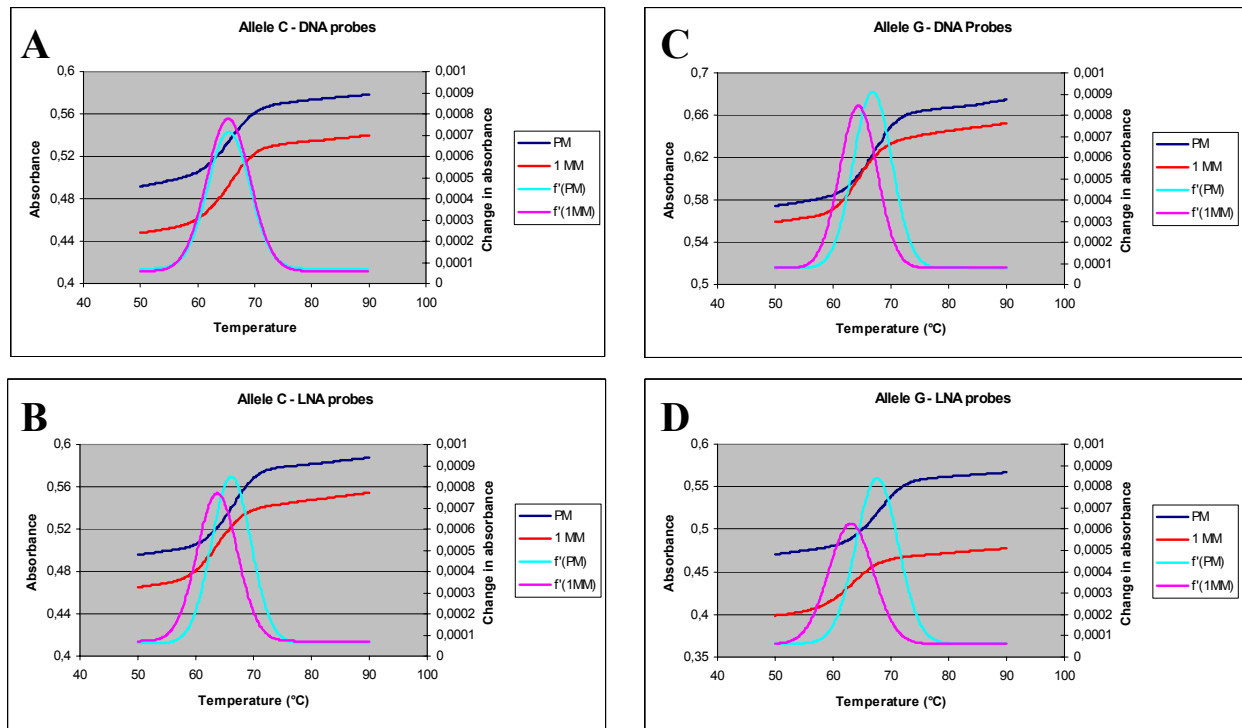 A
Allele C - DNA probes
0,6
0,56
0,52
0,48
0,44
0,4
Absorbance
0,001
0,0009
0,0008
0,0007
0,0006
0,0005
0,0004
0,0003
0,0002
0,0001
0
Change in absorbance
40 50 60 70 80 90 100
Temperature
PM
1 MM
f'(PM)
f'(1MM)
C
Allele G - DNA Probes
0,7
0,66
0,62
0,58
0,54
0,5
Absorbance
0,001
0,0009
0,0008
0,0007
0,0006
0,0005
0,0004
0,0003
0,0002
0,0001
0
Change in absorbance
40 50 60 70 80 90 100
Temperature (°C)
PM
1 MM
f'(PM)
f'(1MM)
B
Allele C - LNA probes
0,6
0,56
0,52
0,48
0,44
0,4
Absorbance
0,001
0,0009
0,0008
0,0007
0,0006
0,0005
0,0004
0,0003
0,0002
0,0001
0
Change in absorbance
40 50 60 70 80 90 100
Temperature (°C)
PM
1 MM
f'(PM)
f'(1MM)
D
Allele G - LNA probes
0,6
0,55
0,5
0,45
0,4
0,35
Absorbance
0,001
0,0009
0,0008
0,0007
0,0006
0,0005
0,0004
0,0003
0,0002
0,0001
0
Change in absorbance
40 50 60 70 80 90 100
Temperature (°C)
PM
1 MM
f'(PM)
f'(1MM)